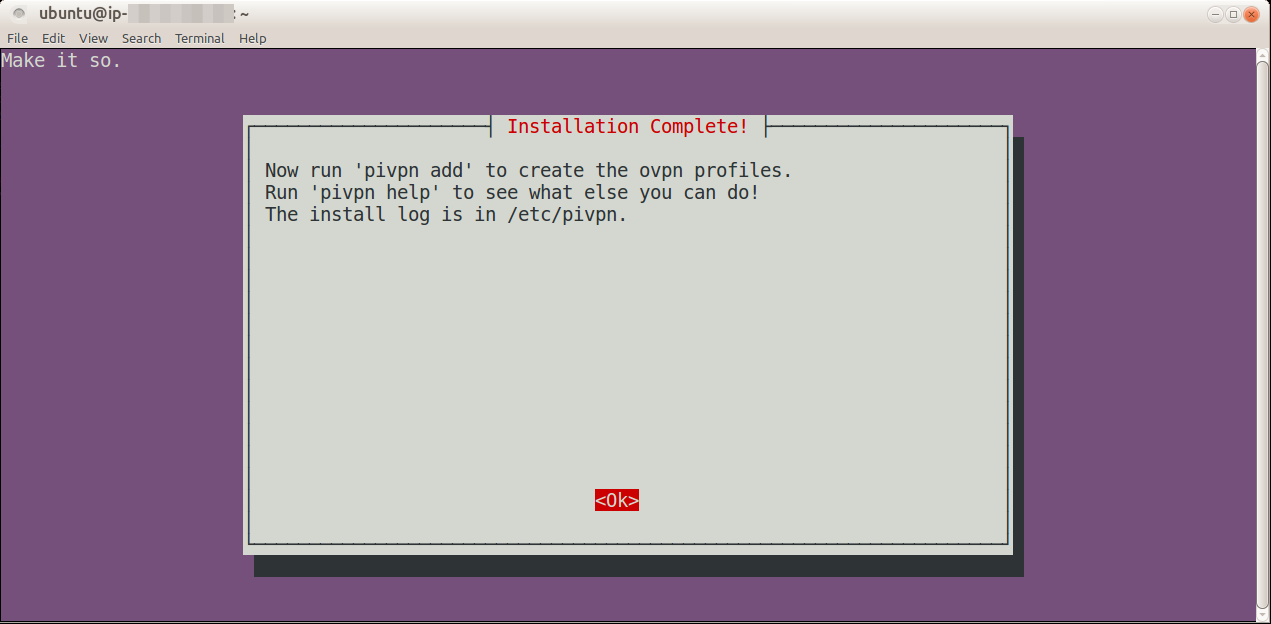 ubuntu@ip- : ~
File Edit View Search Terminal Help
Make it so.
Installation Complete!
Now run 'pivpn add' to create the ovpn profiles.
Run 'pivpn help' to see what else you can do!
The install log is in /etc/pivpn.
<Ok>